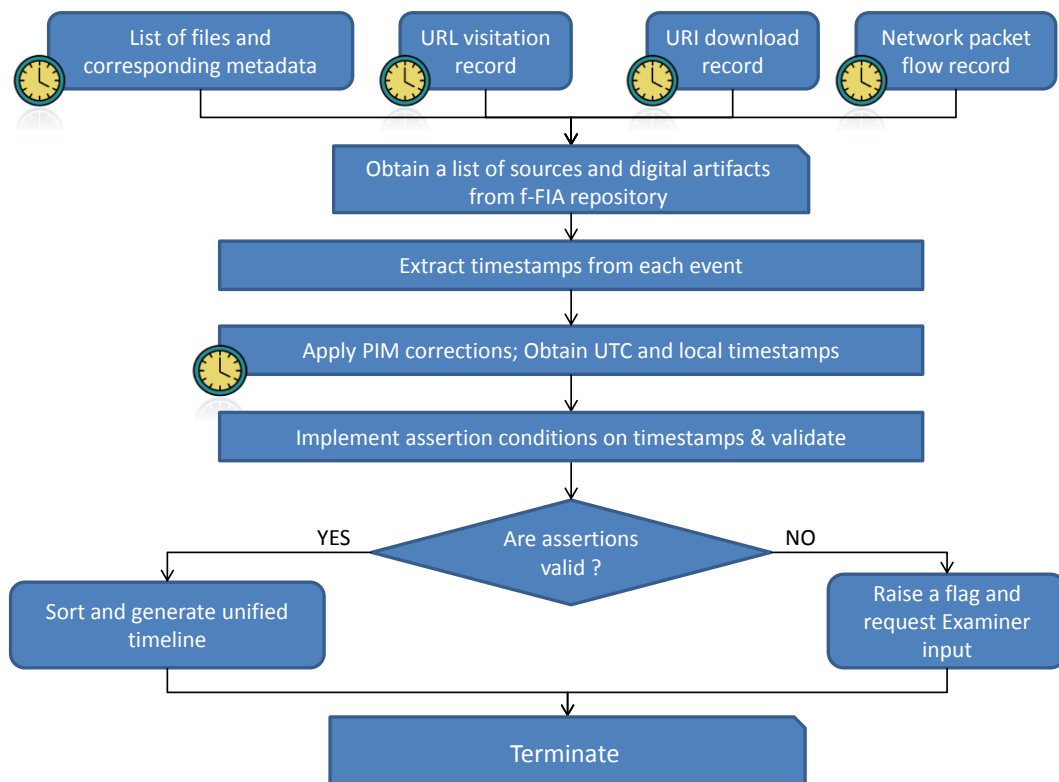 List of files and
corresponding metadata
URL visitation
record
URI download
record
Network packet
flow record
Obtain a list of sources and digital artifacts
from f-FIA repository
Extract timestamps from each event
Apply PIM corrections; Obtain UTC and local timestamps
Implement assertion conditions on timestamps & validate
Are assertions
valid ?
YES
NO
Sort and generate unified
timeline
Raise a flag and
request Examiner
input
Terminate